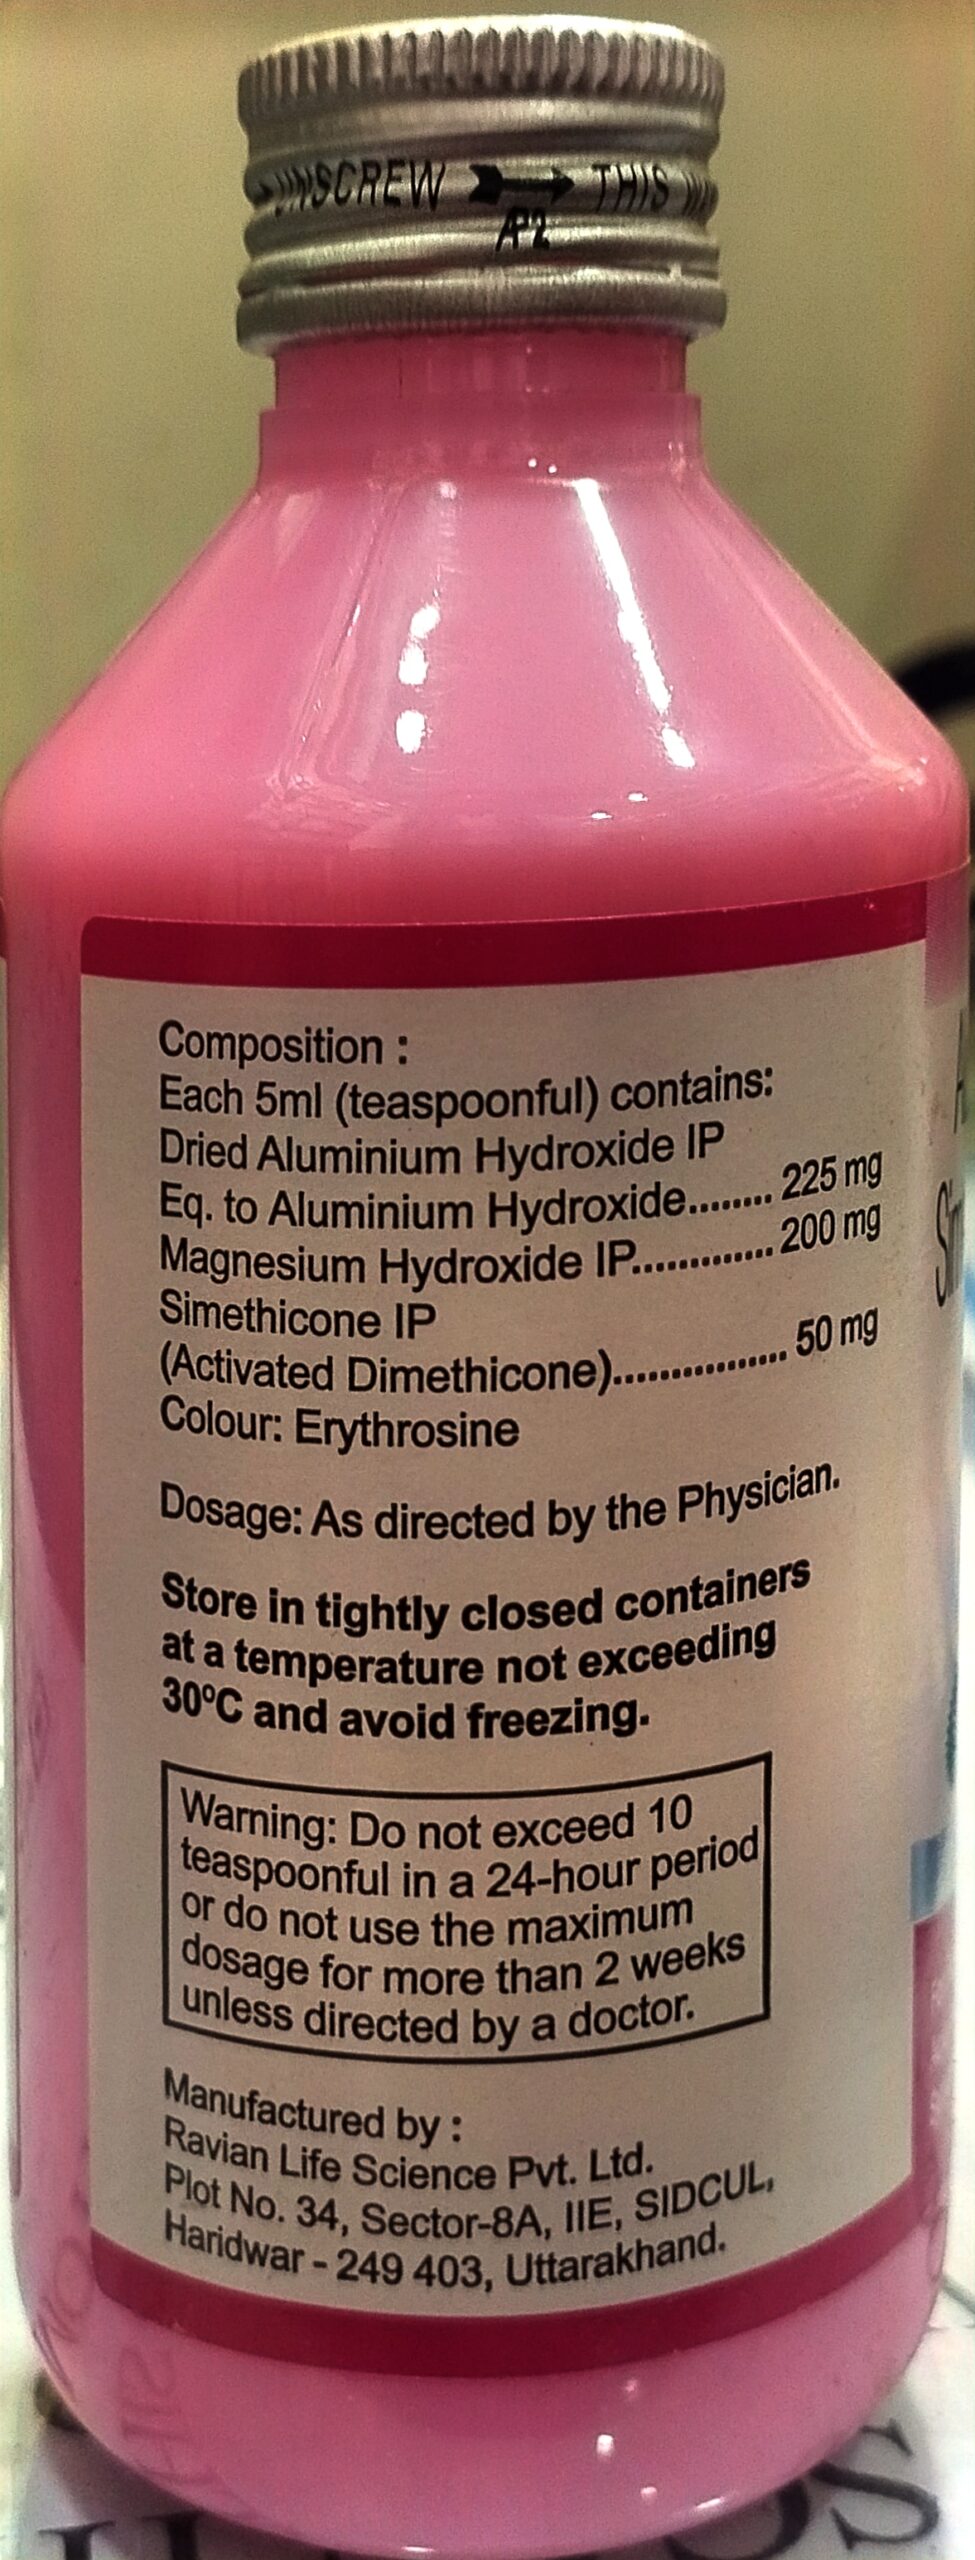 UNSCREW THIS
AP2
Composition :
Each 5ml (teaspoonful) contains:
Dried Aluminium Hydroxide IP
Eq. to Aluminium Hydroxide........ 225 mg
Magnesium Hydroxide IP............. 200 mg
Simethicone IP
(Activated Dimethicone)................ 50 mg
Colour: Erythrosine
Dosage: As directed by the Physician.
Store in tightly closed containers
at a temperature not exceeding
30ºC and avoid freezing.
Warning: Do not exceed 10
teaspoonful in a 24-hour period
or do not use the maximum
dosage for more than 2 weeks
unless directed by a doctor.
Manufactured by :
Ravian Life Science Pvt. Ltd.
Plot No. 34, Sector-8A, IIE, SIDCUL,
Haridwar - 249 403, Uttarakhand.